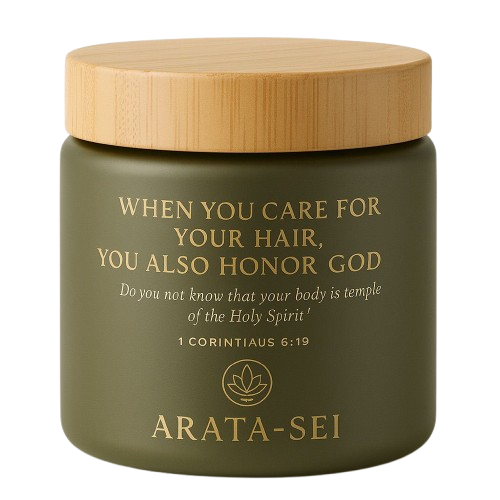 WHEN YOU CARE FOR
YOUR HAIR,
YOU ALSO HONOR GOD
Do you not know that your body is temple
of the Holy Spirit'
1 CORINTIAUS 6:19
ARATA-SEI